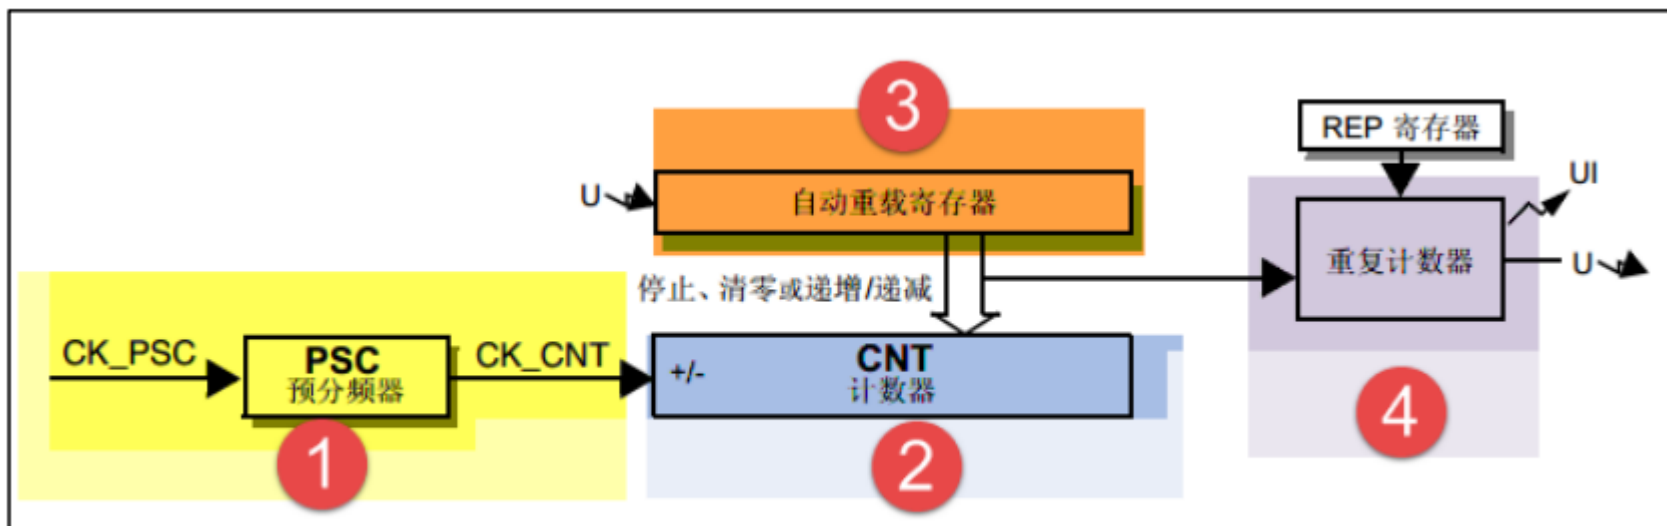 3
REP 寄存器
U
自动重载寄存器
UI
重复计数器
U
停止、清零或递增/递减
CK_PSC
PSC
预分频器
CK_CNT
+/-
CNT
计数器
4
1
2